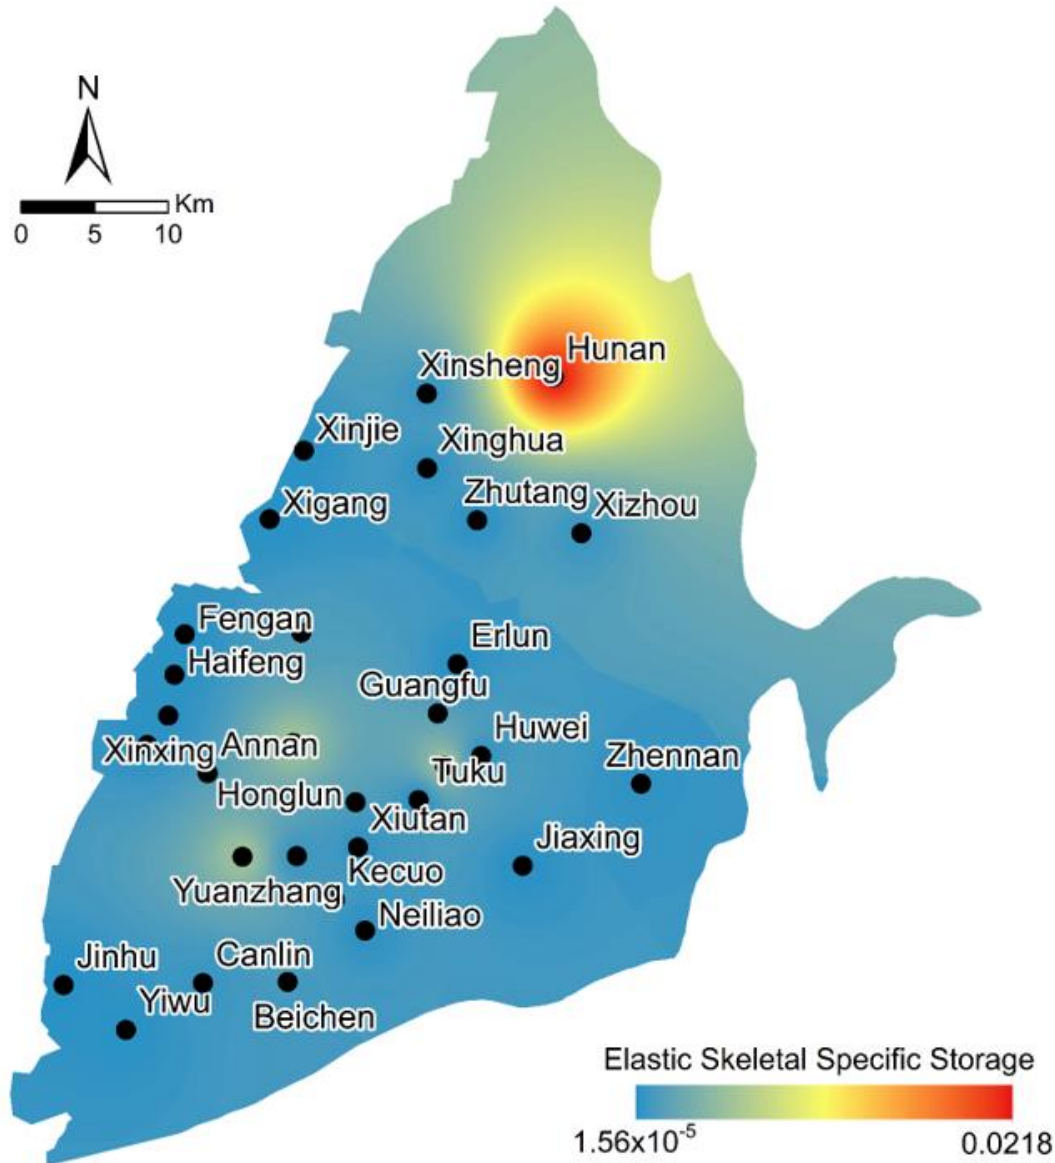 N
Km
0 5 10
Hunan
Xinsheng
Xinjie
Xinghua
Zhutang
Xizhou
Xigang
Fengan
Erlun
Haifeng
Guangfu
Huwei
Xinxing
Annan
Zhennan
Tuku
Honglun
Xiutan
Jiaxing
Kecuo
Yuanzhang
Neiliao
Jinhu
Canlin
Yiwu
Beichen
Elastic Skeletal Specific Storage
1.56x10⁻⁵ 0.0218